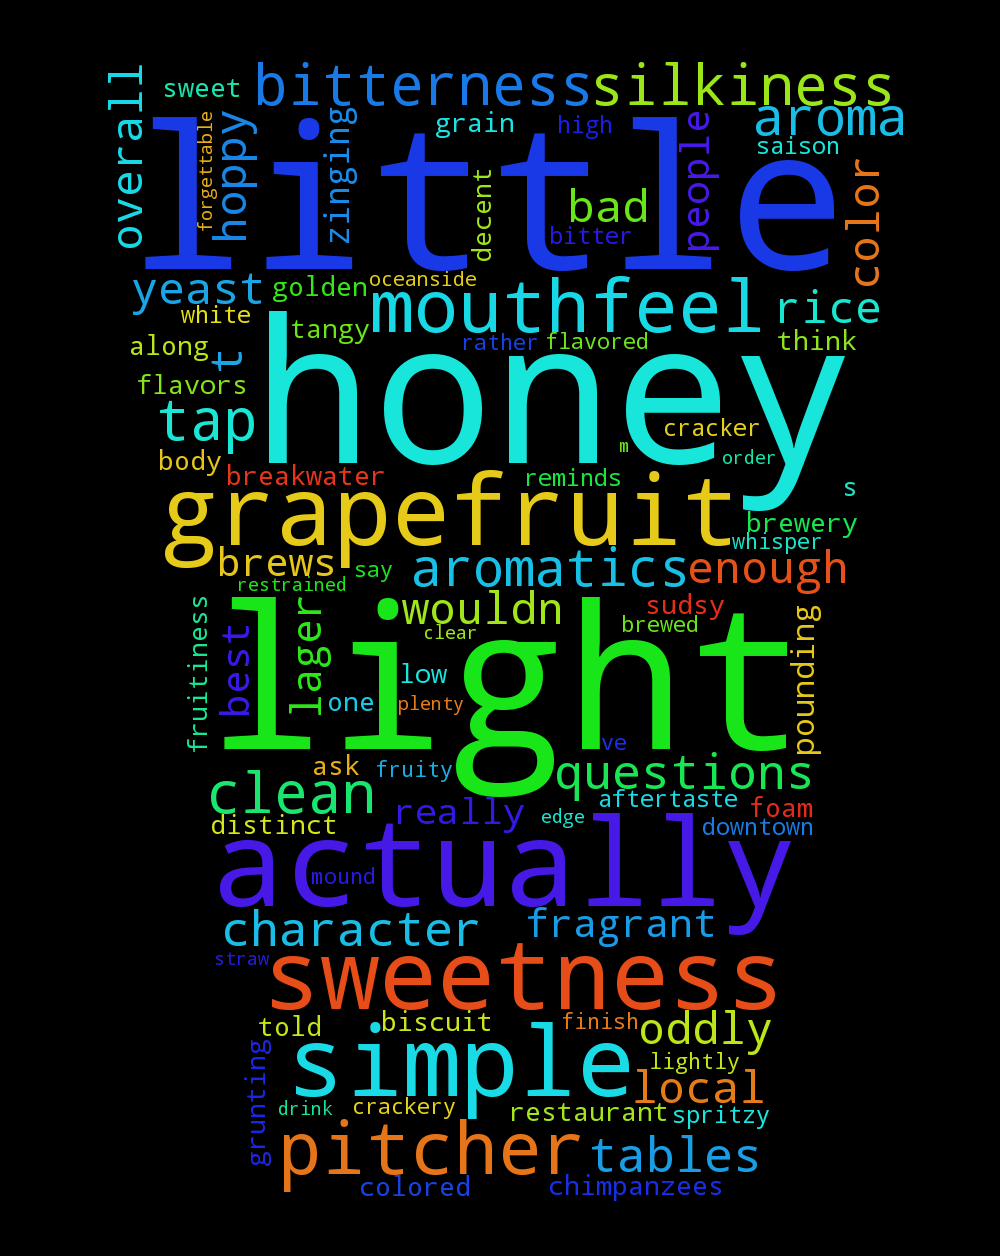 overall
sweet
bitterness
silkiness
forgettable
hoppy
zinging
grain
high
people
aroma
saison
little
decent
bad
bitter
color
yeast
golden
oceanside
mouthfeel
rice
white
tangy
rather
flavored
think
along
t
honey
flavors
tap
cracker
m
order
body
breakwater
reminds
s
grapefruit
brewery
whisper
brews
say
aromatics
enough
restrained
fruitiness
best
lager
wouldn
sudsy
clear
brewed
pounding
light
low
one
plenty
ve
ask
fruity
questions
clean
aftertaste
foam
really
edge
distinct
downtown
actually
mound
character
fragrant
straw
sweetness
told
biscuit
finish
oddly
grunting
simple
lightly
local
drink
crackery
restaurant
spritzy
pitcher
tables
colored
chimpanzees